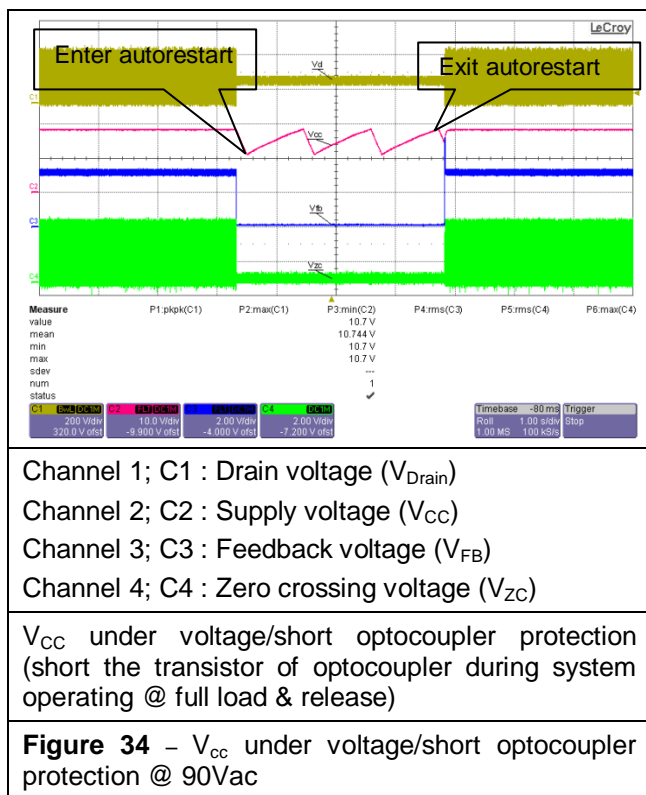 LeCroy
Enter autorestart
Exit autorestart
Vd
C1
Vcc
C2
C3
Vfb
Vzc
C4
Measure P1:pkpk(C1) P2:max(C1) P3:min(C2) P4:rms(C3) P5:rms(C4) P6:max(C4)
value 10.7 V
mean 10.744 V
min 10.7 V
max 10.7 V
sdev ---
num 1
status ✔
C1 BwL DC1M C2 FLT DC1M C3 FLT DC1M C4 DC1M Timebase -80 ms Trigger
200 V/div 10.0 V/div 2.00 V/div 2.00 V/div Roll 1.00 s/div Stop
320.0 V ofst -9.900 V ofst -4.000 V ofst -7.200 V ofst 1.00 MS 100 kS/s
Channel 1; C1 : Drain voltage (VDrain)
Channel 2; C2 : Supply voltage (VCC)
Channel 3; C3 : Feedback voltage (VFB)
Channel 4; C4 : Zero crossing voltage (VZC)
VCC under voltage/short optocoupler protection
(short the transistor of optocoupler during system
operating @ full load & release)
Figure 34 – Vcc under voltage/short optocoupler
protection @ 90Vac